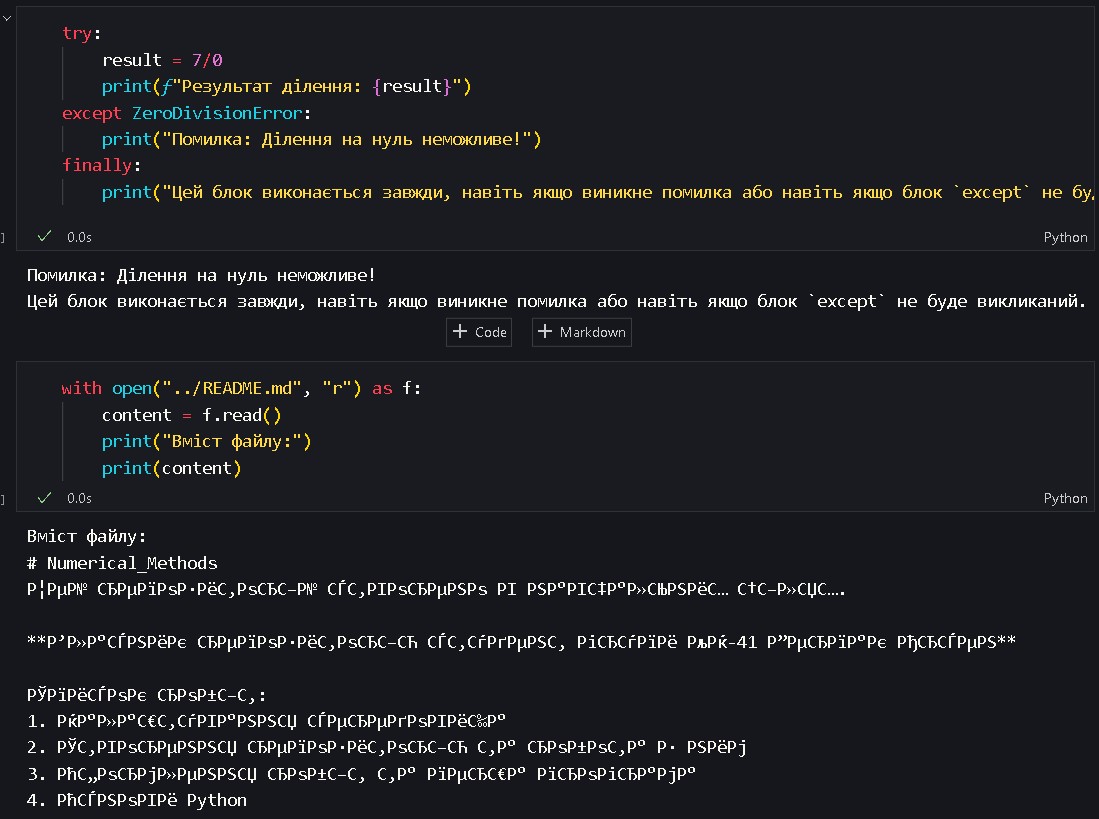 try:
result = 7/0
print(f"Результат ділення: {result}")
except ZeroDivisionError:
print("Помилка: Ділення на нуль неможливе!")
finally:
print("Цей блок виконається завжди, навіть якщо виникне помилка або навіть якщо блок `except` не бу
0.0s
Python
Помилка: Ділення на нуль неможливе!
Цей блок виконається завжди, навіть якщо виникне помилка або навіть якщо блок `except` не буде викликаний.
+ Code + Markdown
with open("../README.md", "r") as f:
content = f.read()
print("Вміст файлу:")
print(content)
0.0s
Python
Вміст файлу:
# Numerical_Methods
Р¦РµР№ СЂРµРїРѕР·РёС‚РѕСЂС–Р№ СЃС‚РІРѕСЂРµРЅРѕ РІ РЅР°РІС‡Р°Р»СЊРЅРёС… С†С–Р»СЏС….
**Р’Р»Р°СЃРЅРёРє СЂРµРїРѕР·РёС‚РѕСЂС–СЋ СЃС‚СѓРґРµРЅС‚ РіСЂСѓРїРё РљРќ-41 Р”РµСЂРїР°Рє РђСЂСЃРµРЅ**
РЎРїРёСЃРѕРє СЂРѕР±С–С‚:
1. РќР°Р»Р°С€С‚СѓРІР°РЅРЅСЏ СЃРµСЂРµРґРѕРІРёС‰Р°
2. РЎС‚РІРѕСЂРµРЅРЅСЏ СЂРµРїРѕР·РёС‚РѕСЂС–СЋ С‚Р° СЂРѕР±РѕС‚Р° Р· РЅРёРј
3. РћС„РѕСЂРјР»РµРЅРЅСЏ СЂРѕР±С–С‚ С‚Р° РїРµСЂС€Р° РїСЂРѕРіСЂР°РјР°
4. РћСЃРЅРѕРІРё Python